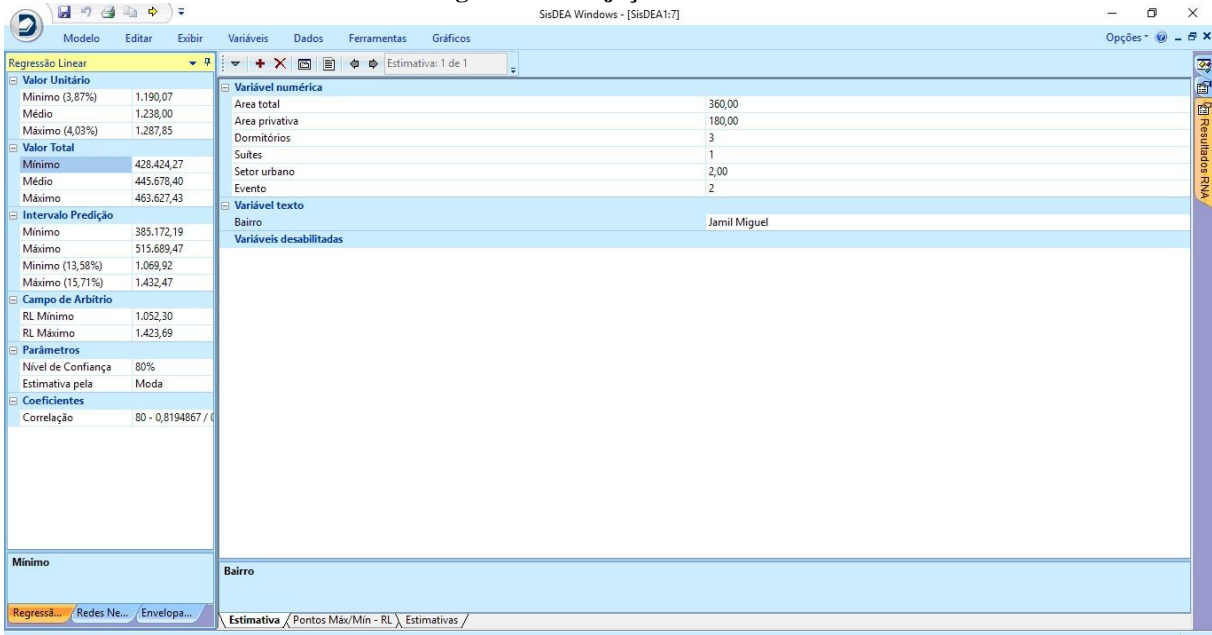 SisDEA Windows - [SisDEA1:7]
Modelo Editar Exibir Variáveis Dados Ferramentas Gráficos Opções
Regressão Linear
Estimativa: 1 de 1
Valor Unitário
Minimo (3,87%) 1.190,07
Médio 1.238,00
Máximo (4,03%) 1.287,85
Valor Total
Mínimo 428.424,27
Médio 445.678,40
Máximo 463.627,43
Intervalo Predição
Mínimo 385.172,19
Máximo 515.689,47
Minimo (13,58%) 1.069,92
Máximo (15,71%) 1.432,47
Campo de Arbítrio
RL Mínimo 1.052,30
RL Máximo 1.423,69
Parâmetros
Nível de Confiança 80%
Estimativa pela Moda
Coeficientes
Correlação 80 - 0,8194867 /
Mínimo
Regressã... Redes Ne... Envelopa...
Variável numérica
Area total 360,00
Area privativa 180,00
Dormitórios 3
Suítes 1
Setor urbano 2,00
Evento 2
Variável texto
Bairro Jamil Miguel
Variáveis desabilitadas
Bairro
Estimativa Pontos Máx/Mín - RL Estimativas
Resultados RNA